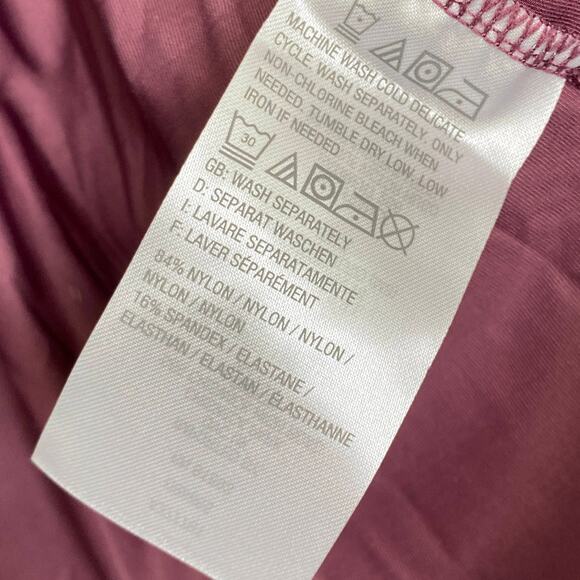 MACHINE WASH COLD DELICATE
CYCLE. WASH SEPARATELY. ONLY
NON-CHLORINE BLEACH WHEN
NEEDED. TUMBLE DRY LOW. LOW
IRON IF NEEDED
30
GB: WASH SEPARATELY
D: SEPARAT WASCHEN
I: LAVARE SEPARATAMENTE
F: LAVER SÉPARÉMENT
84% NYLON / NYLON / NYLON /
NYLON / NYLON
16% SPANDEX / ELASTANE /
ELASTHAN / ELASTAN / ÉLASTHANNE